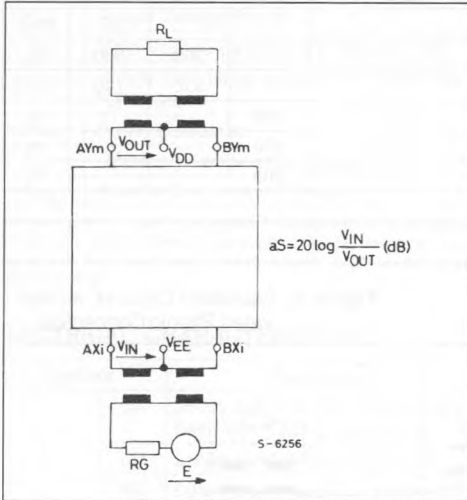 RL
AYm VOUT VDD BYm
aS=20 log VIN/VOUT (dB)
AXi VIN VEE BXi
S-6256
RG E